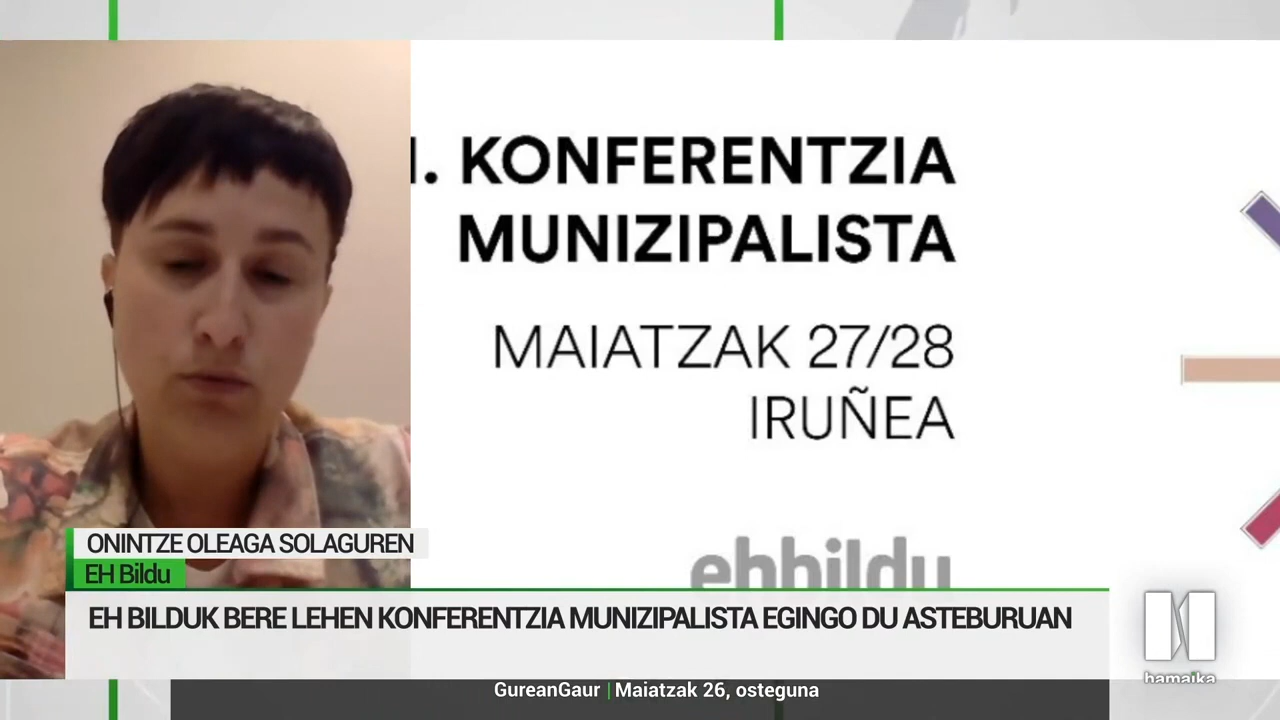 I. KONFERENTZIA
MUNIZIPALISTA
MAIATZAK 27/28
IRUÑEA
ehbildu
ONINTZE OLEAGA SOLAGUREN
EH Bildu
EH BILDUK BERE LEHEN KONFERENTZIA MUNIZIPALISTA EGINGO DU ASTEBURUAN
hamaika
GureanGaur | Maiatzak 26, osteguna